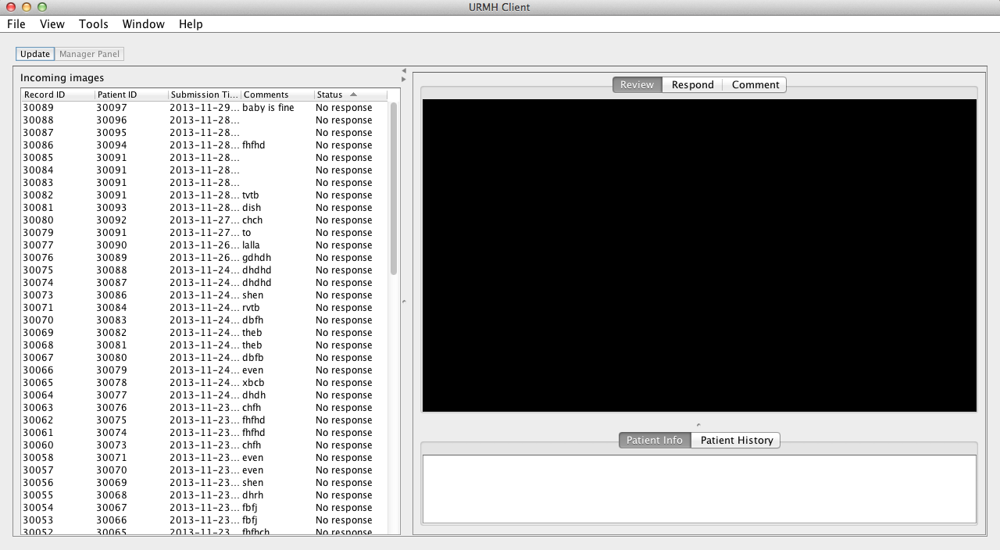 URMH Client
File View Tools Window Help
Update Manager Panel
Incoming images
Record ID Patient ID Submission Ti... Comments Status
30089 30097 2013-11-29... baby is fine No response
30088 30096 2013-11-28... No response
30087 30095 2013-11-28... No response
30086 30094 2013-11-28... fhfhd No response
30085 30091 2013-11-28... No response
30084 30091 2013-11-28... No response
30083 30091 2013-11-28... No response
30082 30091 2013-11-28... tvtb No response
30081 30093 2013-11-28... dish No response
30080 30092 2013-11-27... chch No response
30079 30091 2013-11-27... to No response
30077 30090 2013-11-26... lalla No response
30076 30089 2013-11-26... gdhdh No response
30075 30088 2013-11-24... dhdhd No response
30074 30087 2013-11-24... dhdhd No response
30073 30086 2013-11-24... shen No response
30071 30084 2013-11-24... rvtb No response
30070 30083 2013-11-24... dbfh No response
30069 30082 2013-11-24... theb No response
30068 30081 2013-11-24... theb No response
30067 30080 2013-11-24... dbfb No response
30066 30079 2013-11-24... even No response
30065 30078 2013-11-24... xbcb No response
30064 30077 2013-11-24... dhdh No response
30063 30076 2013-11-23... chfh No response
30062 30075 2013-11-23... fhfhd No response
30061 30074 2013-11-23... fhfhd No response
30060 30073 2013-11-23... chfh No response
30058 30071 2013-11-23... even No response
30057 30070 2013-11-23... even No response
30056 30069 2013-11-23... shen No response
30055 30068 2013-11-23... dhrh No response
30054 30067 2013-11-23... fbfj No response
30053 30066 2013-11-23... fbfj No response
30052 30065 2013-11-23... fhfhch No response
Review Respond Comment
Patient Info Patient History